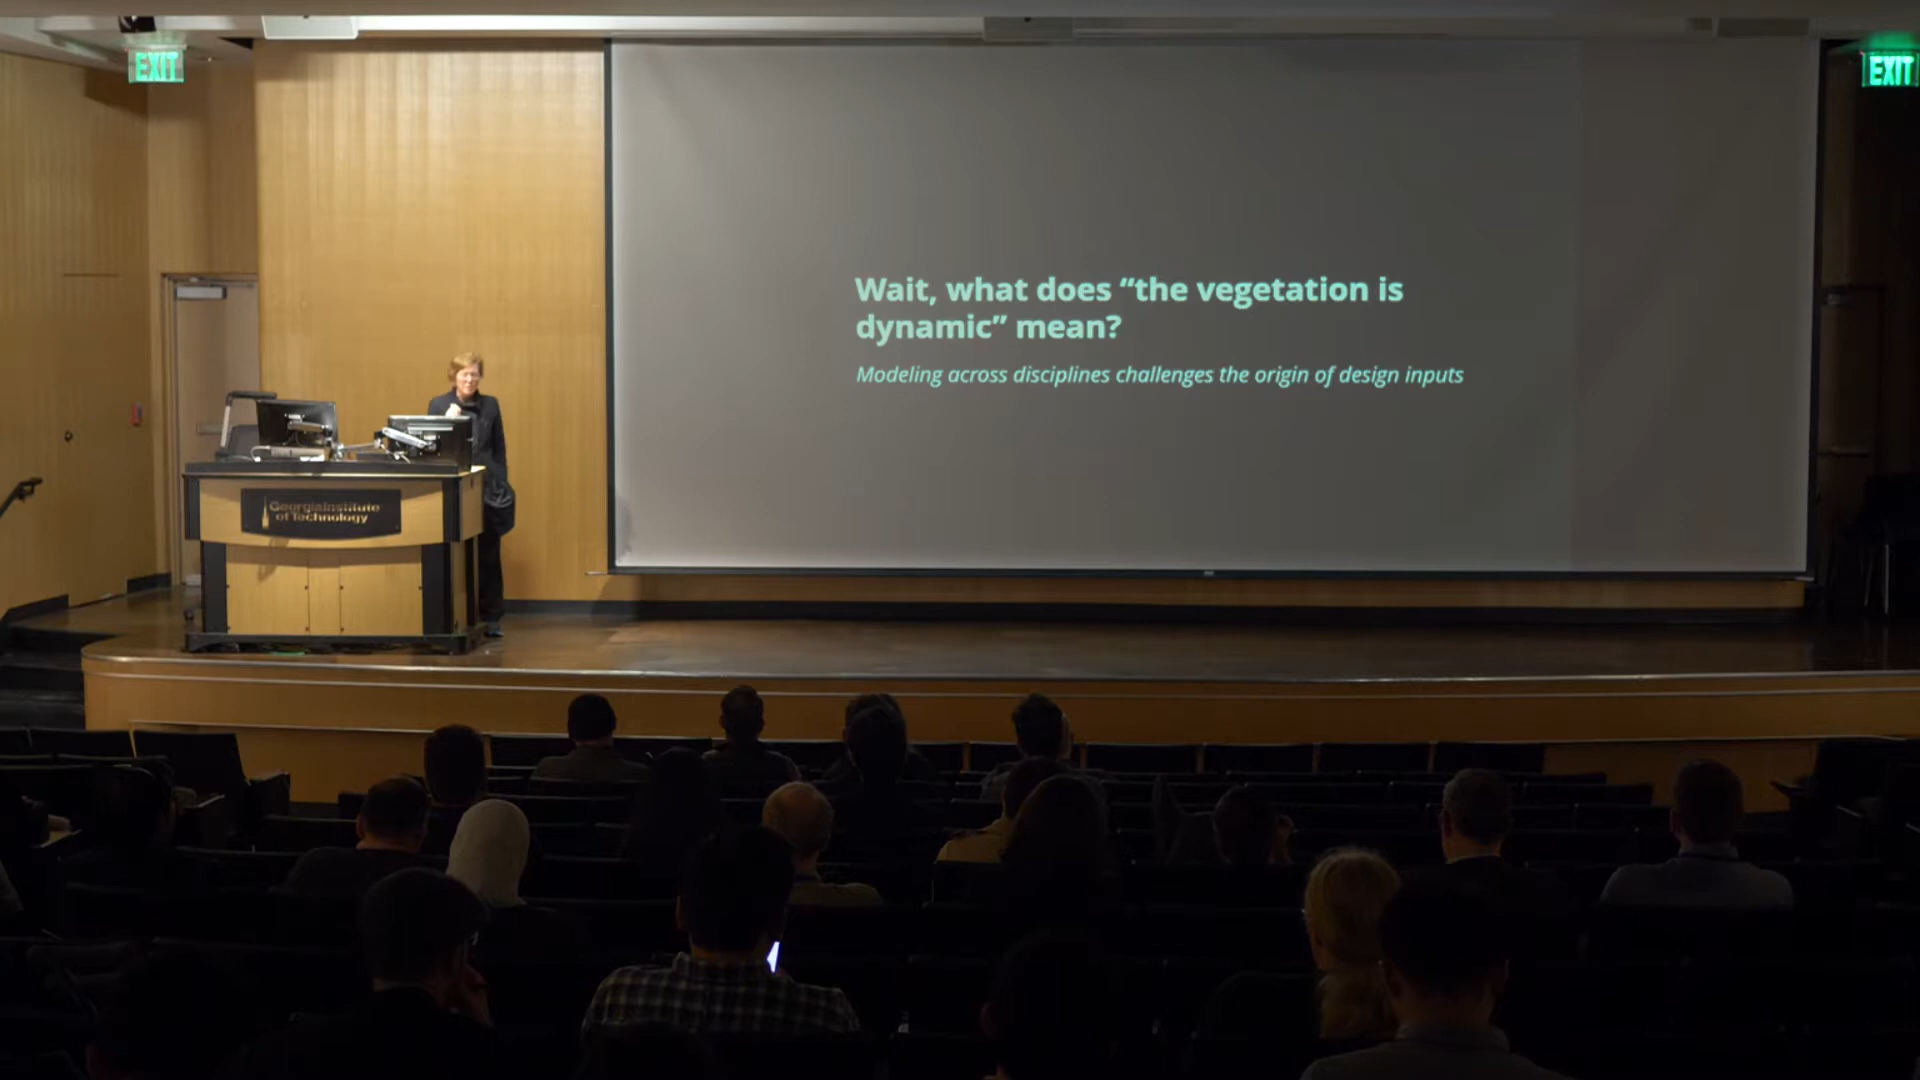 EXIT
EXIT
Wait, what does “the vegetation is
dynamic” mean?
Modeling across disciplines challenges the origin of design inputs
Georgia Institute
of Technology